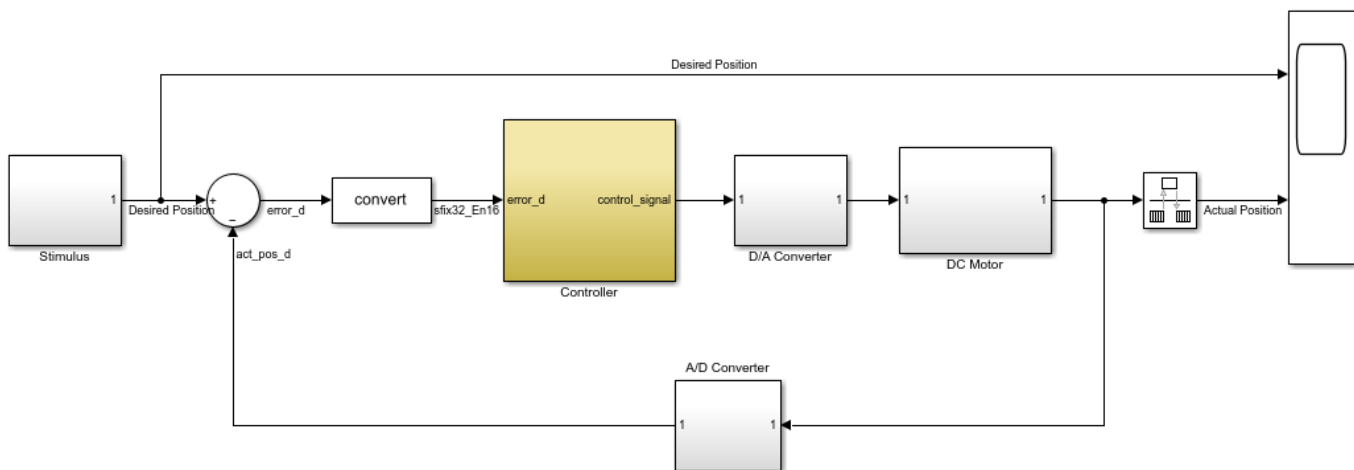 Desired Position
1
Desired Position
+
−
error_d
convert
sfix32_En16
error_d
control_signal
1
1
1
1
Actual Position
Stimulus
act_pos_d
Controller
D/A Converter
DC Motor
A/D Converter
1
1